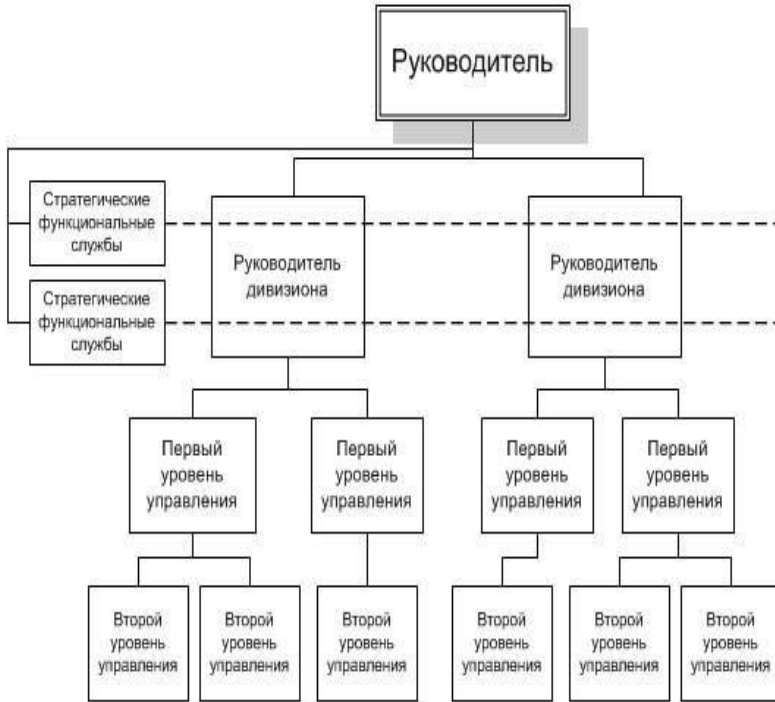 Руководитель
Стратегические
функциональные
службы
Руководитель
дивизиона
Руководитель
дивизиона
Стратегические
функциональные
службы
Первый
уровень
управления
Первый
уровень
управления
Первый
уровень
управления
Первый
уровень
управления
Второй
уровень
управления
Второй
уровень
управления
Второй
уровень
управления
Второй
уровень
управления
Второй
уровень
управления
Второй
уровень
управления